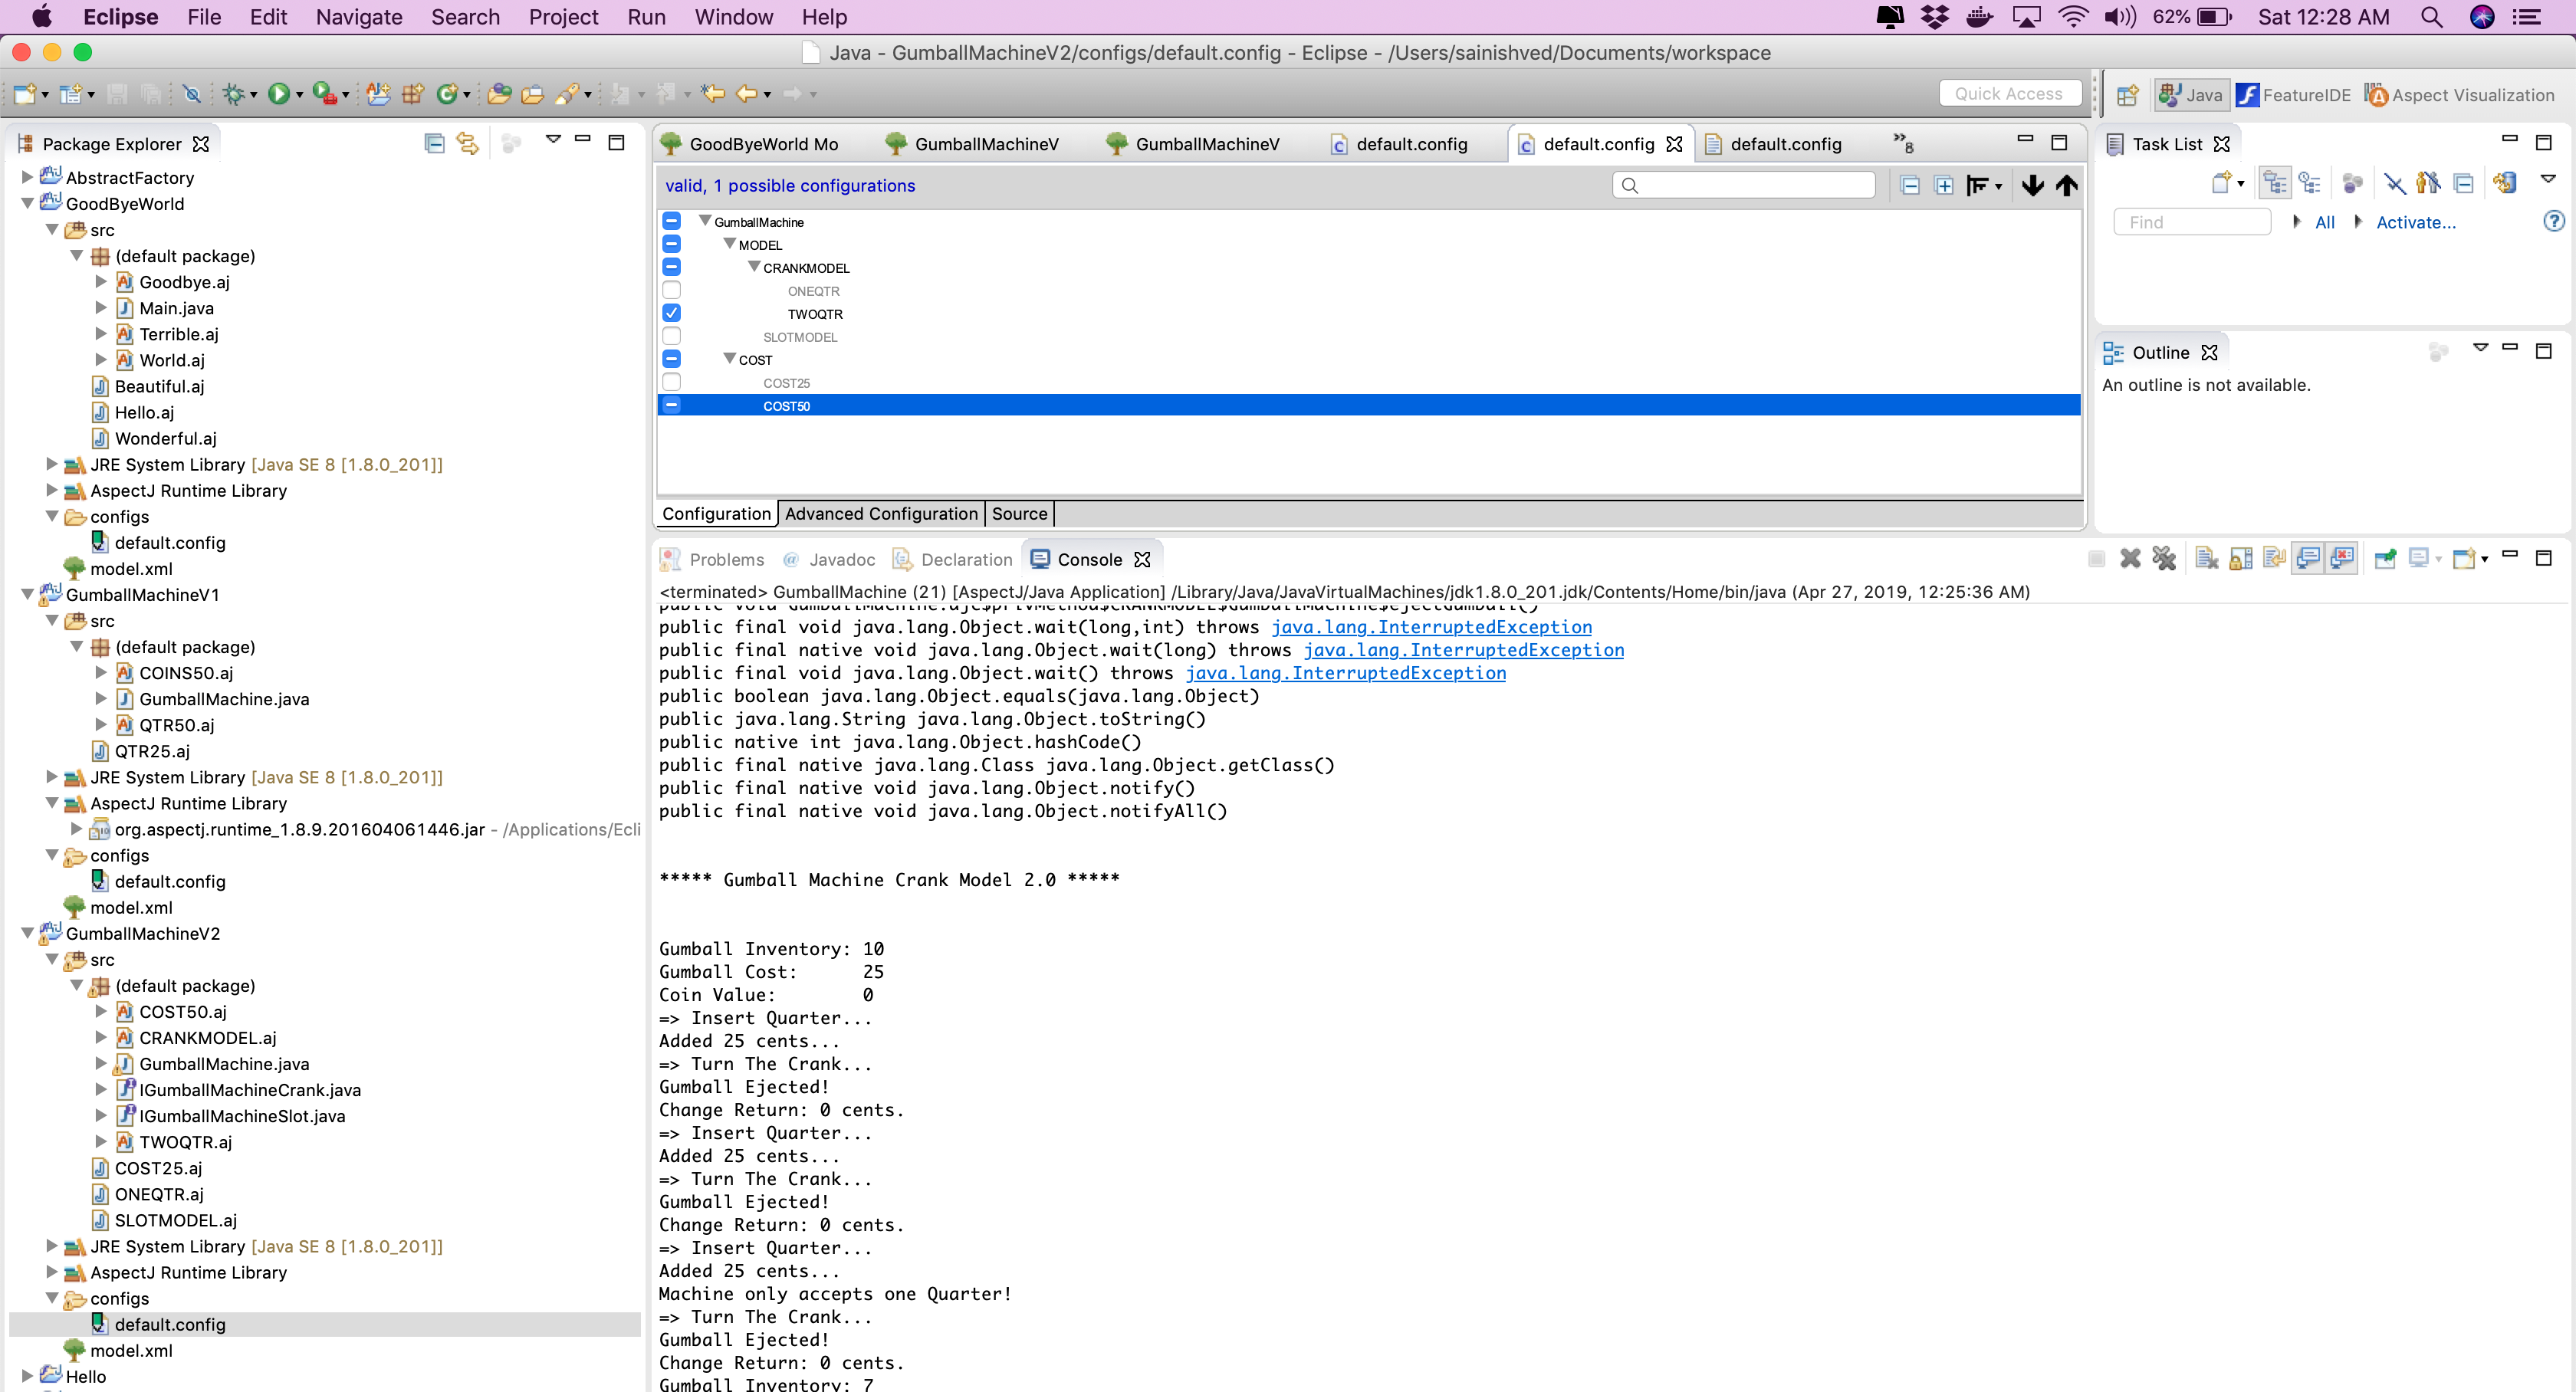 Eclipse File Edit Navigate Search Project Run Window Help 62% Sat 12:28 AM
Java - GumballMachineV2/configs/default.config - Eclipse - /Users/sainishved/Documents/workspace
Quick Access Java FeatureIDE Aspect Visualization
Package Explorer
AbstractFactory
GoodByeWorld
src
(default package)
Goodbye.aj
Main.java
Terrible.aj
World.aj
Beautiful.aj
Hello.aj
Wonderful.aj
JRE System Library [Java SE 8 [1.8.0_201]]
AspectJ Runtime Library
configs
default.config
model.xml
GumballMachineV1
src
(default package)
COINS50.aj
GumballMachine.java
QTR50.aj
QTR25.aj
JRE System Library [Java SE 8 [1.8.0_201]]
AspectJ Runtime Library
org.aspectj.runtime_1.8.9.201604061446.jar - /Applications/Ecli
configs
default.config
model.xml
GumballMachineV2
src
(default package)
COST50.aj
CRANKMODEL.aj
GumballMachine.java
IGumballMachineCrank.java
IGumballMachineSlot.java
TWOQTR.aj
COST25.aj
ONEQTR.aj
SLOTMODEL.aj
JRE System Library [Java SE 8 [1.8.0_201]]
AspectJ Runtime Library
configs
default.config
model.xml
Hello
GoodByeWorld Mo GumballMachineV GumballMachineV default.config default.config default.config »8
valid, 1 possible configurations
GumballMachine
MODEL
CRANKMODEL
ONEQTR
TWOQTR
SLOTMODEL
COST
COST25
COST50
Configuration Advanced Configuration Source
Task List
Find All Activate...
Outline
An outline is not available.
Problems Javadoc Declaration Console
<terminated> GumballMachine (21) [AspectJ/Java Application] /Library/Java/JavaVirtualMachines/jdk1.8.0_201.jdk/Contents/Home/bin/java (Apr 27, 2019, 12:25:36 AM)
public void GumballMachine.ajc$privMethod$CRANKMODEL$GumballMachine$ejectGumball()
public final void java.lang.Object.wait(long,int) throws java.lang.InterruptedException
public final native void java.lang.Object.wait(long) throws java.lang.InterruptedException
public final void java.lang.Object.wait() throws java.lang.InterruptedException
public boolean java.lang.Object.equals(java.lang.Object)
public java.lang.String java.lang.Object.toString()
public native int java.lang.Object.hashCode()
public final native java.lang.Class java.lang.Object.getClass()
public final native void java.lang.Object.notify()
public final native void java.lang.Object.notifyAll()
***** Gumball Machine Crank Model 2.0 *****
Gumball Inventory: 10
Gumball Cost: 25
Coin Value: 0
=> Insert Quarter...
Added 25 cents...
=> Turn The Crank...
Gumball Ejected!
Change Return: 0 cents.
=> Insert Quarter...
Added 25 cents...
=> Turn The Crank...
Gumball Ejected!
Change Return: 0 cents.
=> Insert Quarter...
Added 25 cents...
Machine only accepts one Quarter!
=> Turn The Crank...
Gumball Ejected!
Change Return: 0 cents.
Gumball Inventory: 7